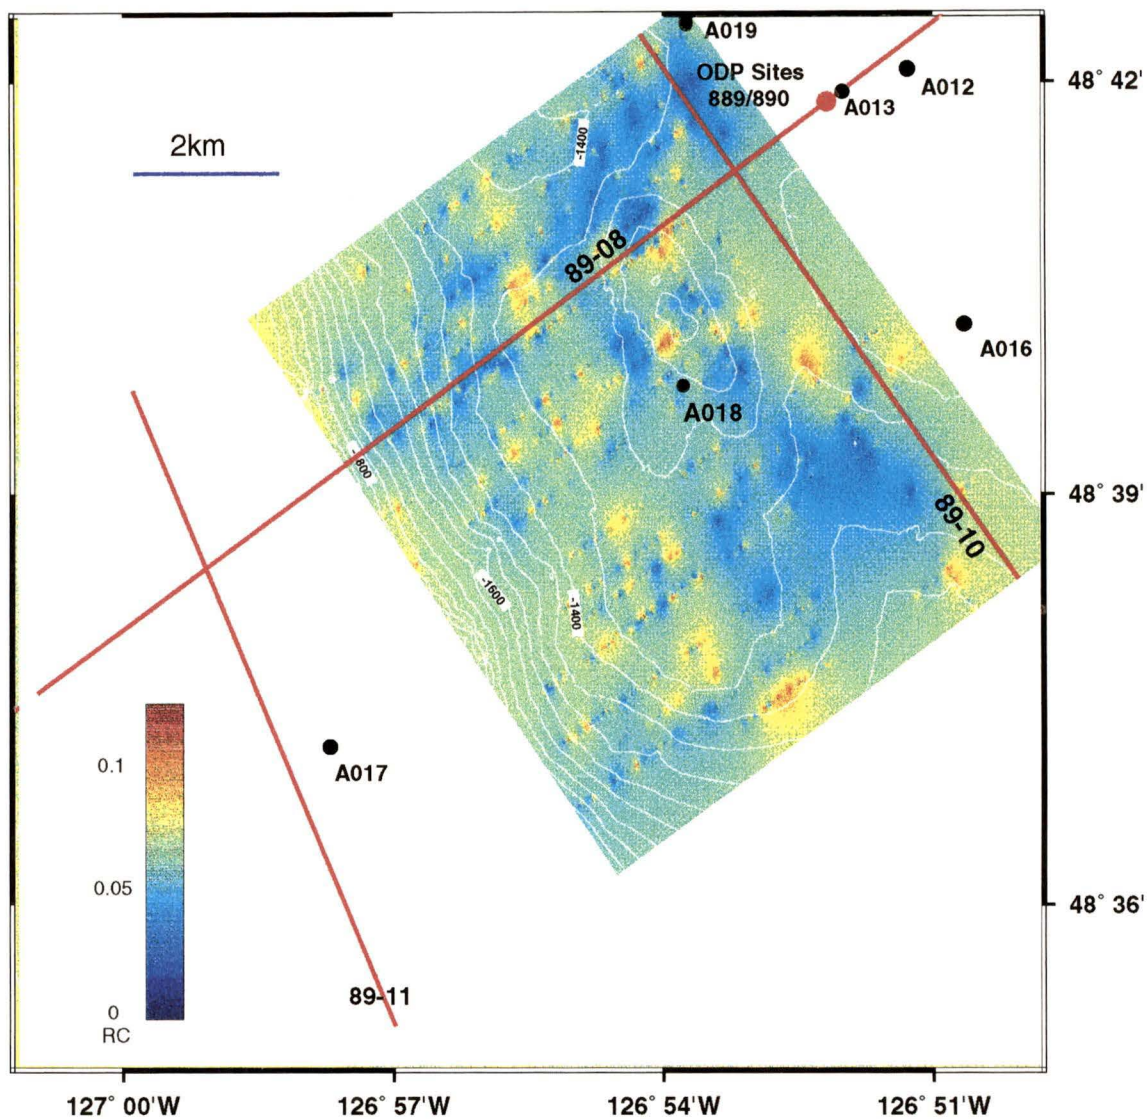 A019
ODP Sites
889/890
A012
A013
48° 42'
2km
-1400
89-08
A016
A018
-1800
89-10
48° 39'
-1600
-1400
A017
0.1
0.05
0
RC
89-11
48° 36'
127° 00'W
126° 57'W
126° 54'W
126° 51'W